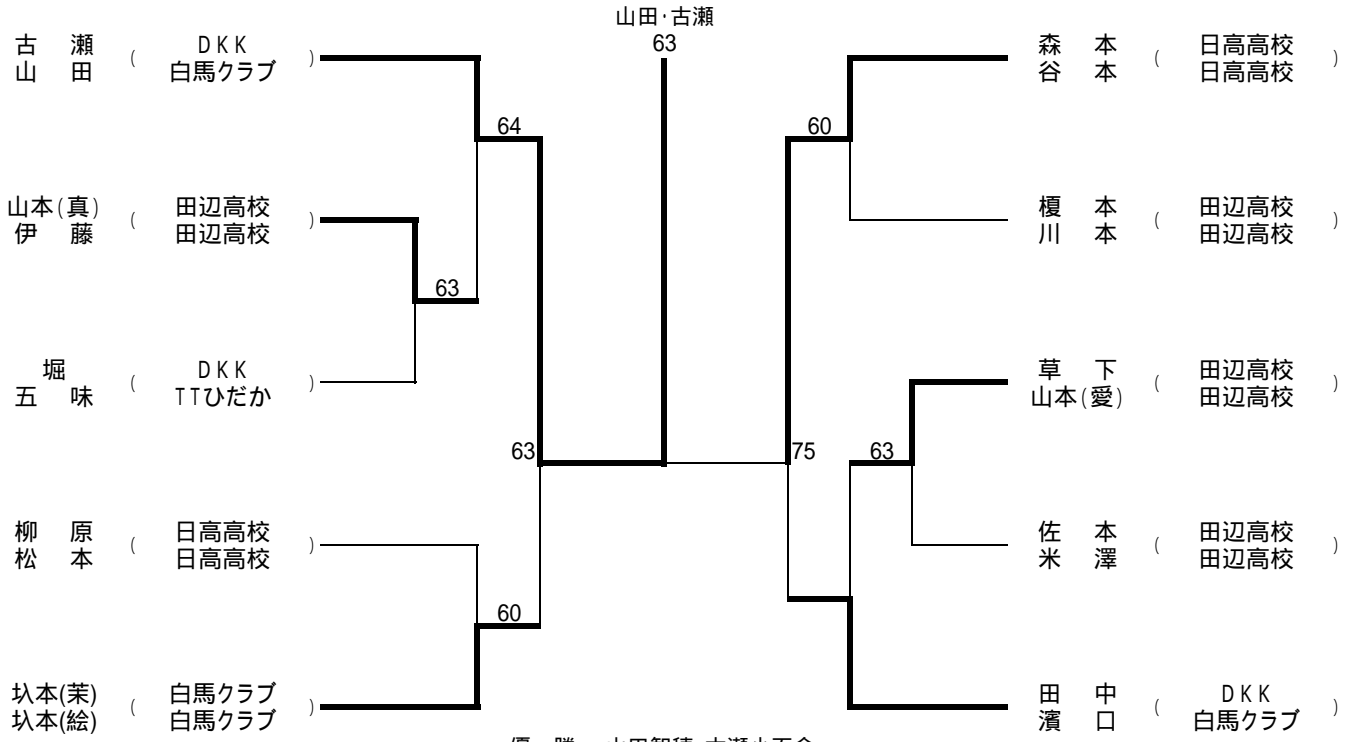 山田・古瀬
63
古 瀬 ( DKK )
山 田 白馬クラブ
64
山本(真) ( 田辺高校 )
伊 藤 田辺高校
63
堀 ( DKK )
五 味 TTひだか
63
柳 原 ( 日高高校 )
松 本 日高高校
60
圦本(茉) ( 白馬クラブ )
圦本(絵) 白馬クラブ
森 本 ( 日高高校 )
谷 本 日高高校
60
榎 本 ( 田辺高校 )
川 本 田辺高校
草 下 ( 田辺高校 )
山本(愛) 田辺高校
75
63
佐 本 ( 田辺高校 )
米 澤 田辺高校
田 中 ( DKK )
濱 口 白馬クラブ